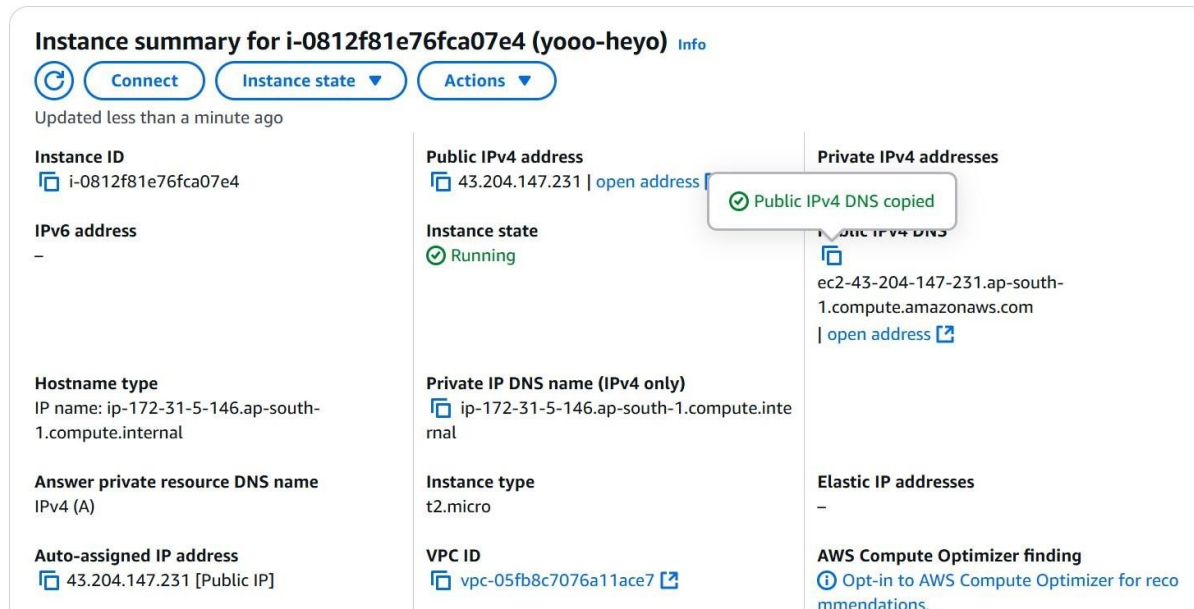 Instance summary for i-0812f81e76fca07e4 (yooo-heyo) Info
Connect
Instance state
Actions
Updated less than a minute ago
Instance ID
i-0812f81e76fca07e4
Public IPv4 address
43.204.147.231 | open address
Private IPv4 addresses
Public IPv4 DNS copied
IPv6 address
–
Instance state
Running
Public IPv4 DNS
ec2-43-204-147-231.ap-south-
1.compute.amazonaws.com
| open address
Hostname type
IP name: ip-172-31-5-146.ap-south-
1.compute.internal
Private IP DNS name (IPv4 only)
ip-172-31-5-146.ap-south-1.compute.inte
rnal
Answer private resource DNS name
IPv4 (A)
Instance type
t2.micro
Elastic IP addresses
–
Auto-assigned IP address
43.204.147.231 [Public IP]
VPC ID
vpc-05fb8c7076a11ace7
AWS Compute Optimizer finding
Opt-in to AWS Compute Optimizer for reco
mmendations.